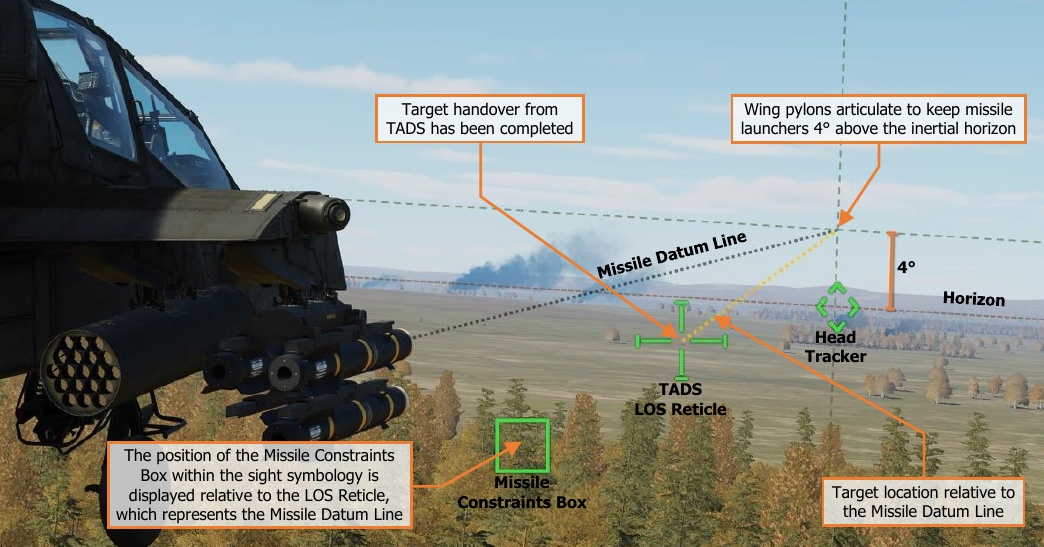 Target handover from
TADS has been completed
Wing pylons articulate to keep missile
launchers 4° above the inertial horizon
Missile Datum Line
4°
Horizon
Head
Tracker
TADS
LOS Reticle
The position of the Missile Constraints
Box within the sight symbology is
displayed relative to the LOS Reticle,
which represents the Missile Datum Line
Missile
Constraints Box
Target location relative to
the Missile Datum Line